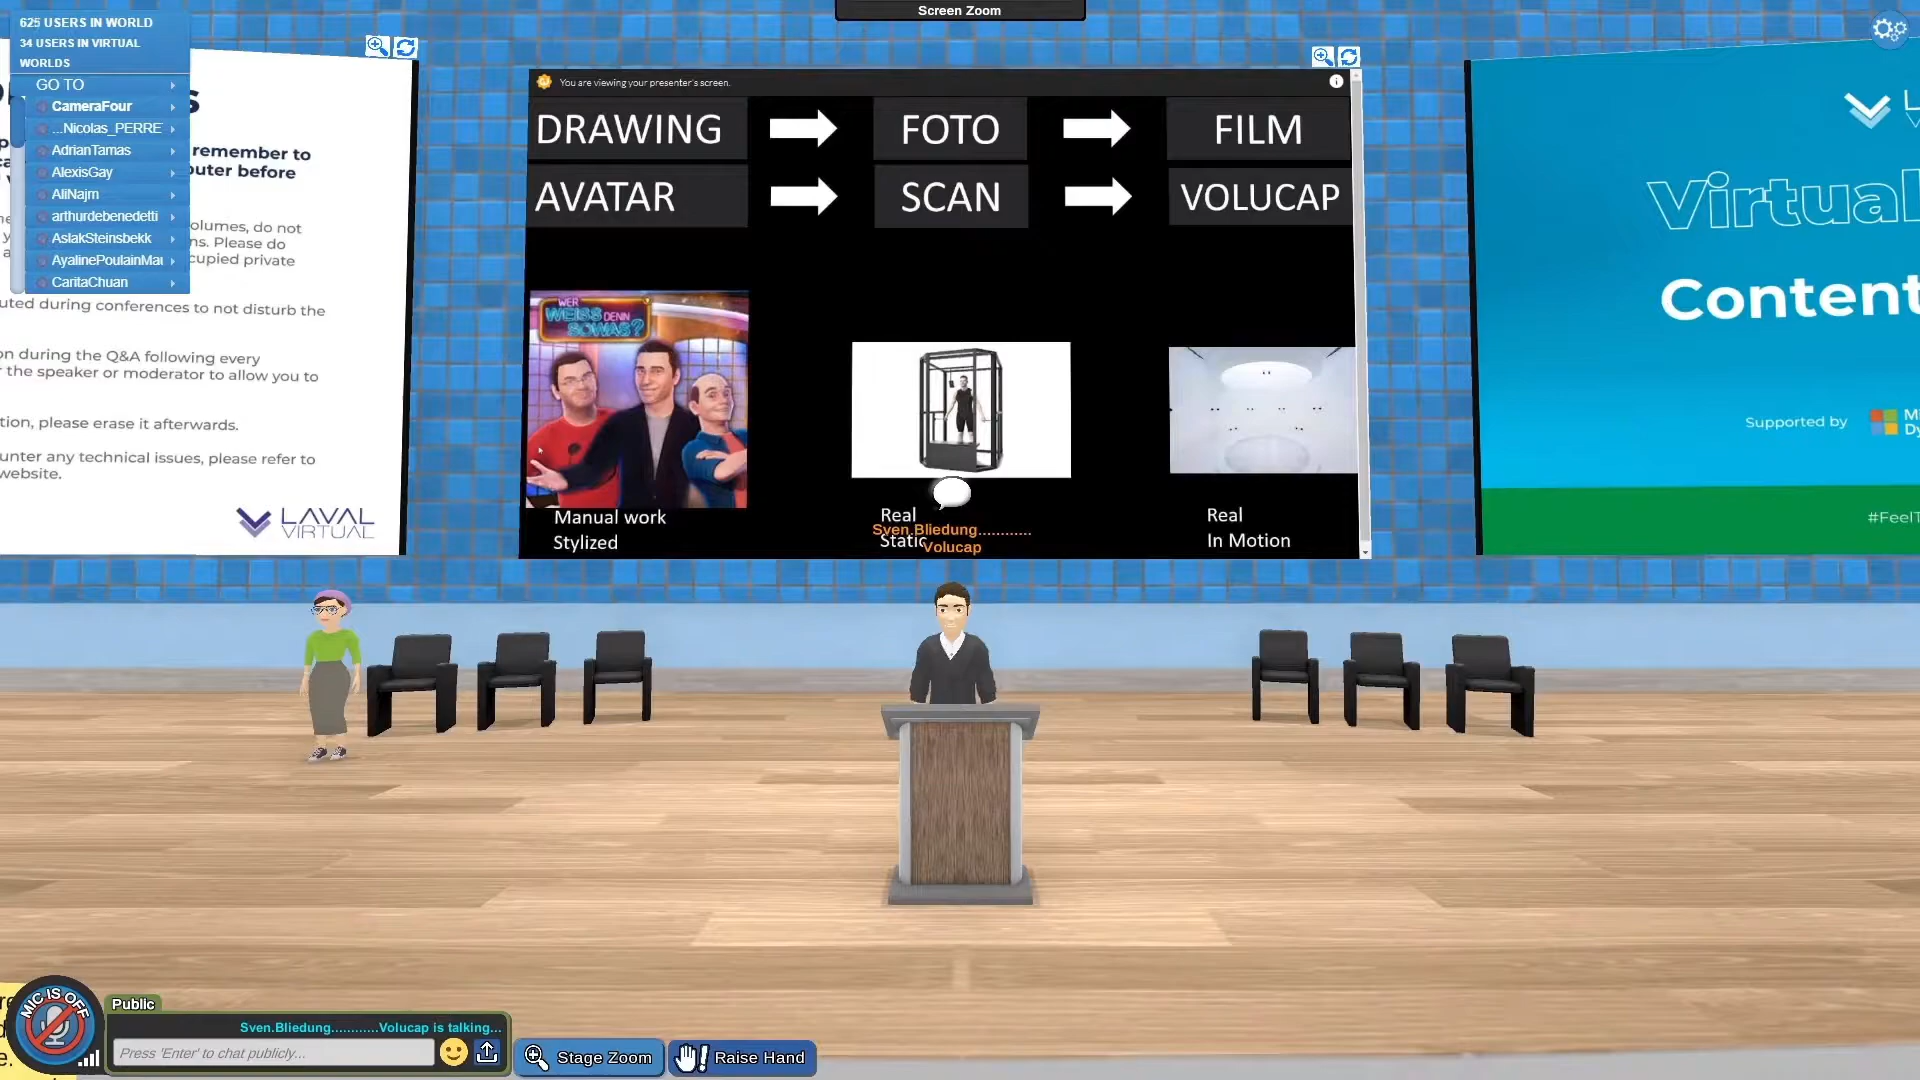 Screen Zoom
625 USERS IN WORLD
34 USERS IN VIRTUAL
WORLDS
GO TO
CameraFour
...Nicolas_PERRE
AdrianTamas
AlexisGay
AliNajm
arthurdebenedetti
AslakSteinsbekk
AyalinePoulainMau
CaritaChuan
remember to
outer before
olumes, do not
ns. Please do
cupied private
uted during conferences to not disturb the
on during the Q&A following every
r the speaker or moderator to allow you to
tion, please erase it afterwards.
unter any technical issues, please refer to
website.
LAVAL
VIRTUAL
You are viewing your presenter's screen.
DRAWING FOTO FILM
AVATAR SCAN VOLUCAP
WER
WEISS DENN
SOWAS?
Manual work
Stylized
Real
Static
Real
In Motion
Sven.Bliedung............
Volucap
Virtual
Content
Supported by
#FeelT
MIC IS OFF
Public
Sven.Bliedung............Volucap is talking...
Press 'Enter' to chat publicly...
Stage Zoom
Raise Hand